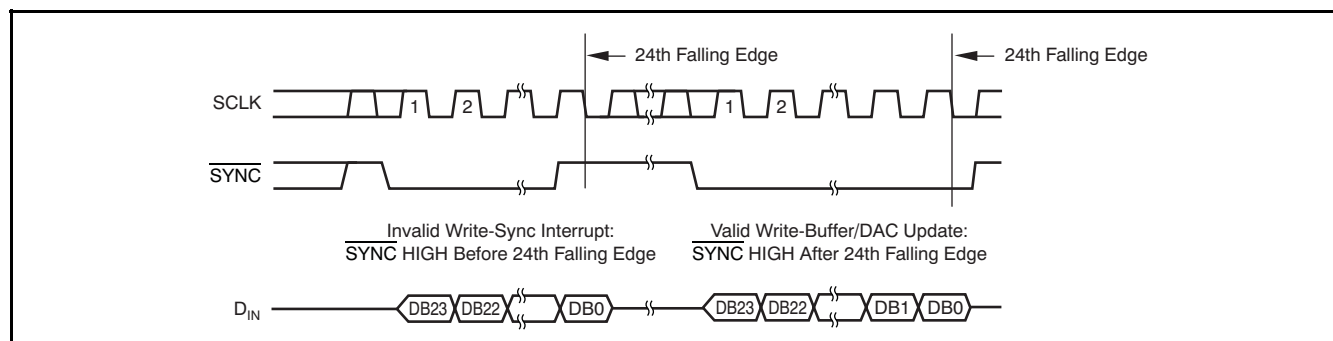 24th Falling Edge
24th Falling Edge
SCLK
1
2
1
2
SYNC
Invalid Write-Sync Interrupt:
SYNC HIGH Before 24th Falling Edge
Valid Write-Buffer/DAC Update:
SYNC HIGH After 24th Falling Edge
DIN
DB23
DB22
DB0
DB23
DB22
DB1
DB0